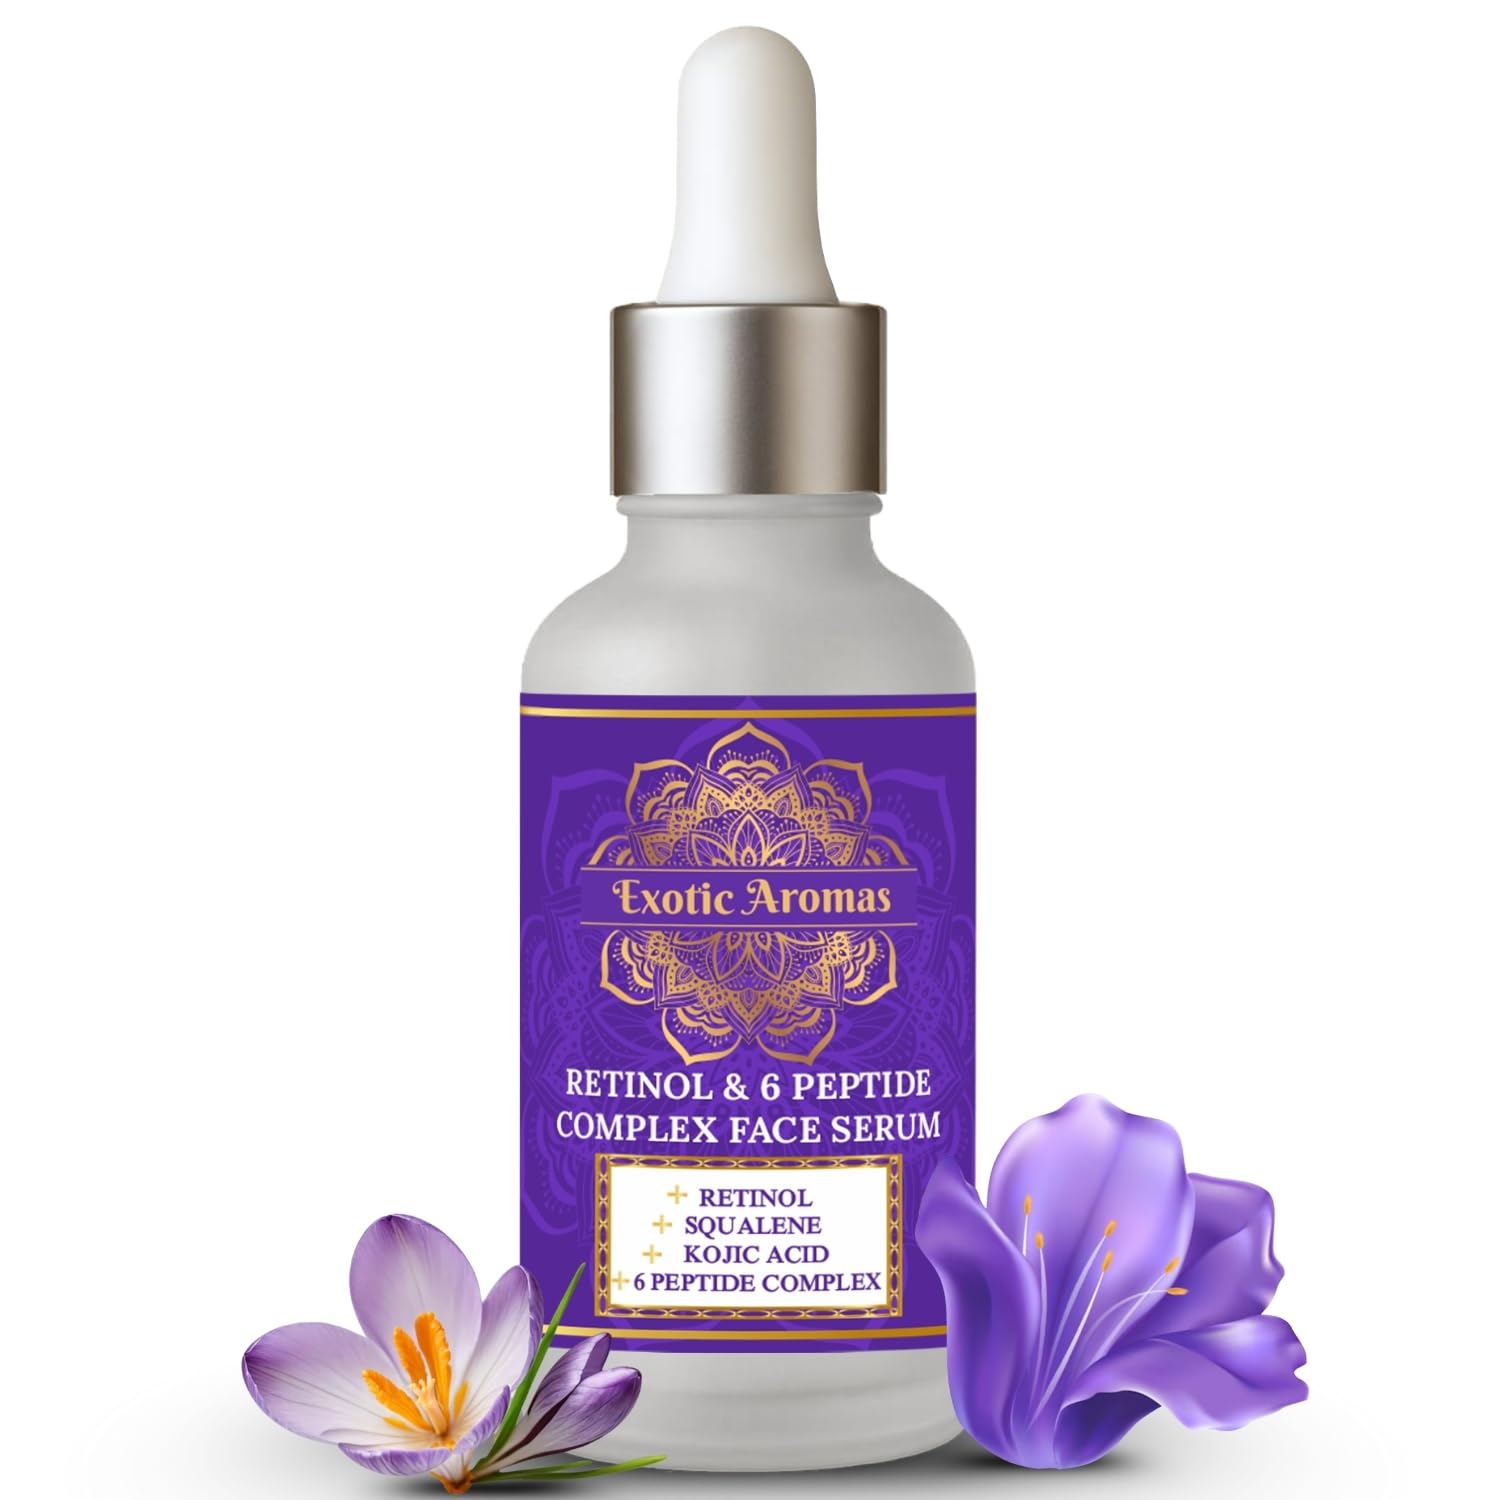 Exotic Aromas
RETINOL & 6 PEPTIDE
COMPLEX FACE SERUM
+ RETINOL
+ SQUALENE
+ KOJIC ACID
+ 6 PEPTIDE COMPLEX